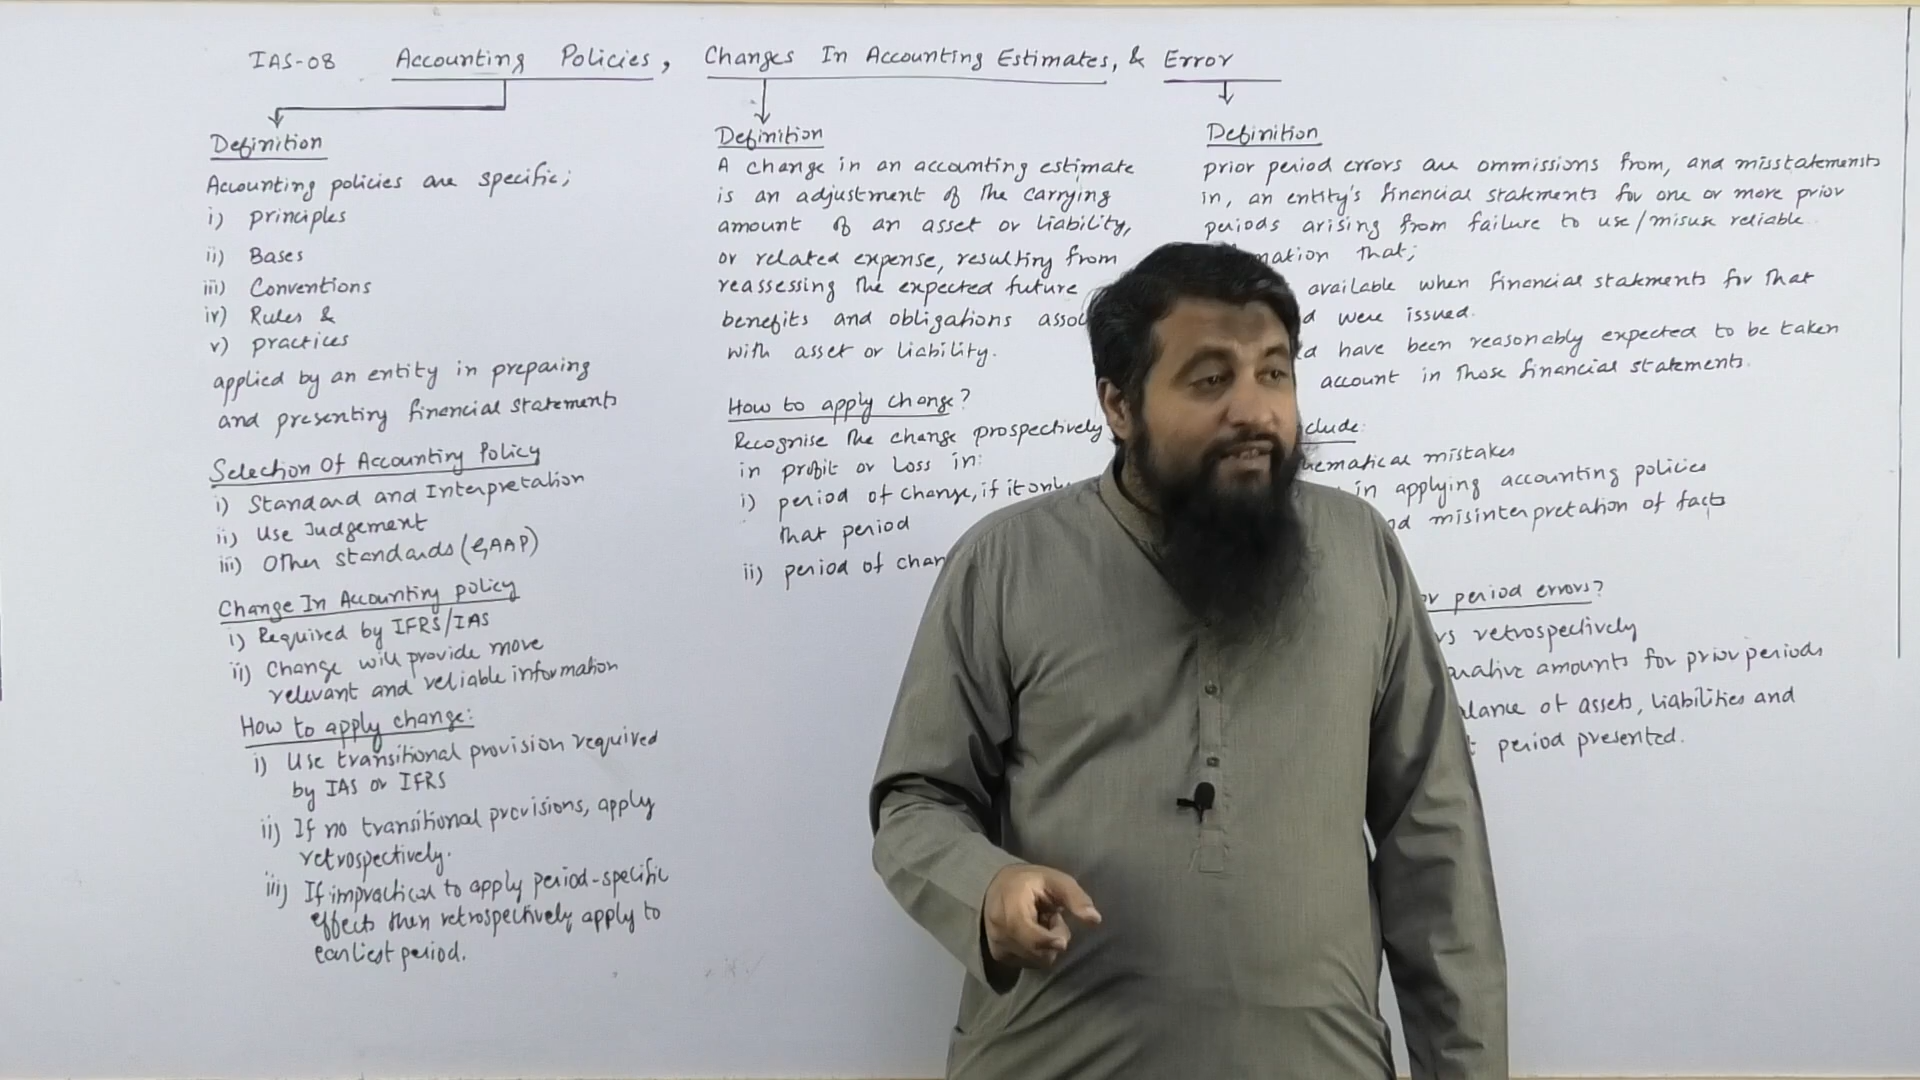 IAS-08 Accounting Policies, Changes In Accounting Estimates, & Error
Definition
Accounting policies are specific;
i) principles
ii) Bases
iii) Conventions
iv) Rules &
v) practices
applied by an entity in preparing
and presenting financial statements
Selection Of Accounting Policy
i) Standard and Interpretation
ii) Use Judgement
iii) Other standards (GAAP)
Change In Accounting policy
i) Required by IFRS/IAS
ii) Change will provide more
relevant and reliable information
How to apply change:
i) Use transitional provision required
by IAS or IFRS
ii) If no transitional provisions, apply
retrospectively.
iii) If impractical to apply period-specific
effects then retrospectively apply to
earliest period.
Definition
A change in an accounting estimate
is an adjustment of the carrying
amount of an asset or liability,
or related expense, resulting from
reassessing the expected future
benefits and obligations
with asset or liability.
How to apply change?
Recognise the change prospectively
in profit or Loss in:
i) period of change, if it only
that period
ii) period of
Definition
prior period errors are ommissions from, and misstatemensts
in, an entity's financial statements for one or more prior
periods arising from failure to use/misuse reliable
that;
available when financial statements for that
were issued.
have been reasonably expected to be taken
account in those financial statements.
mistakes
in applying accounting policies
misinterpretation of facts
period errors?
retrospectively
amounts for prior periods
of assets, liabilities and
period presented.